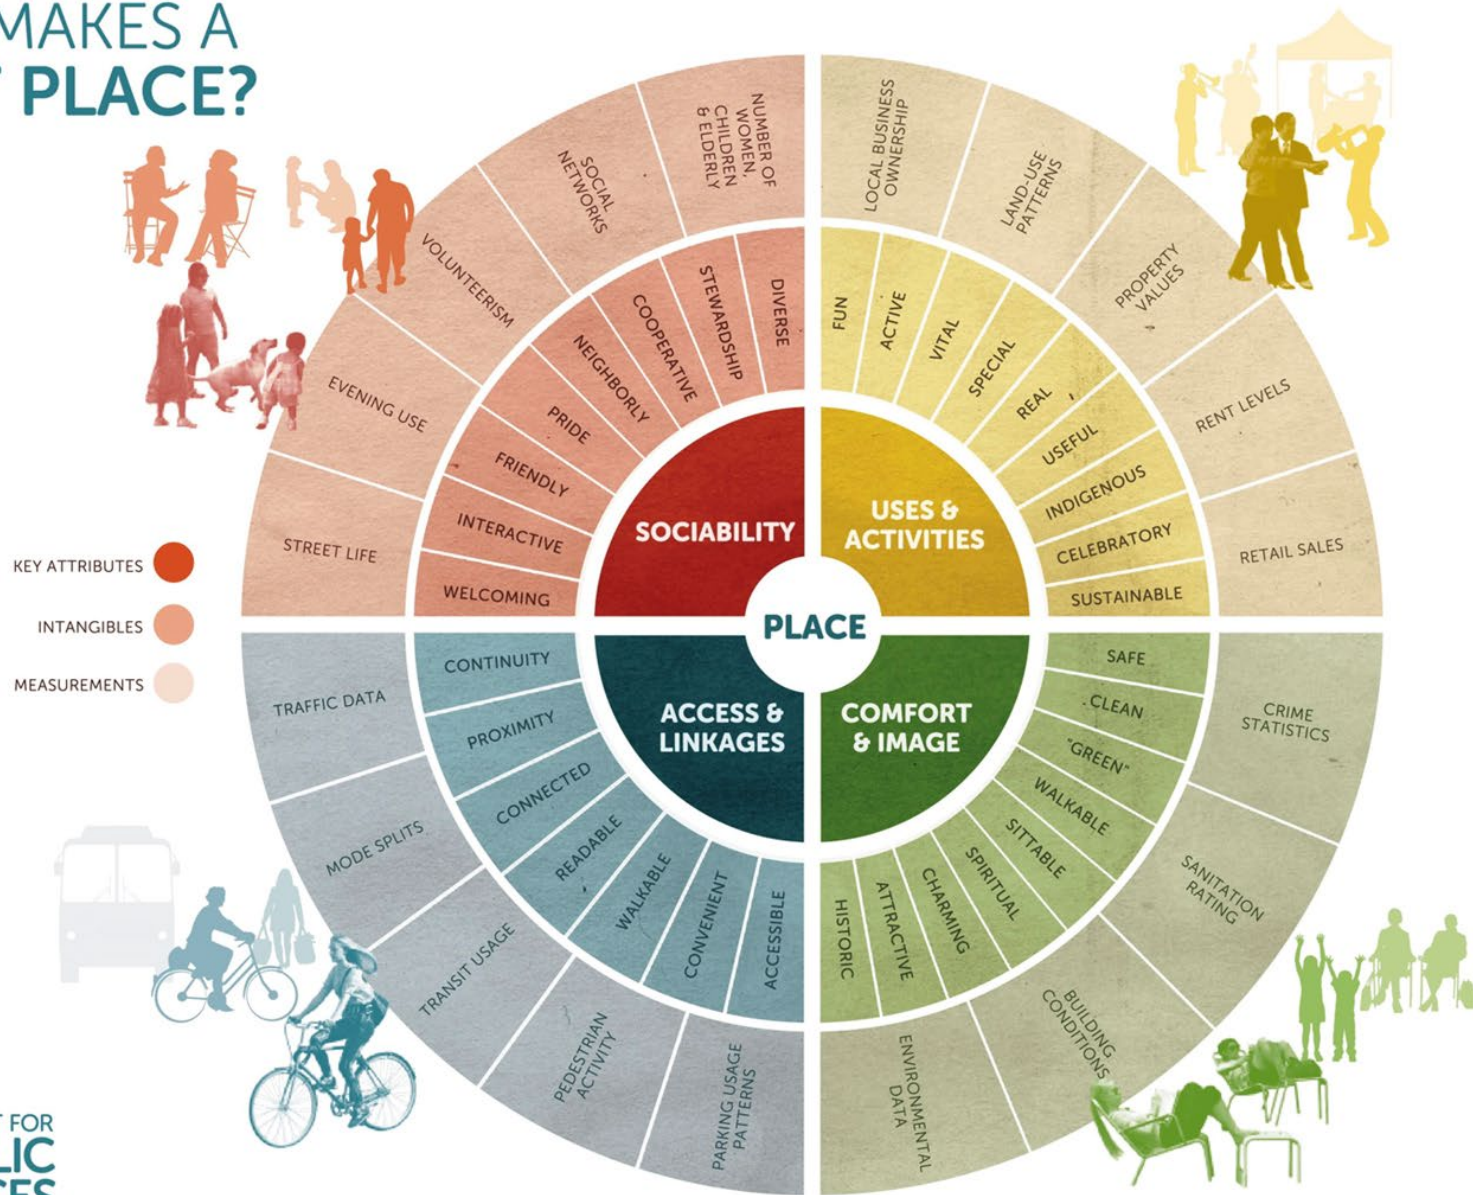 MAKES A
PLACE?
NUMBER OF
WOMEN,
CHILDREN
& ELDERLY
SOCIAL
NETWORKS
VOLUNTEERISM
EVENING USE
STREET LIFE
DIVERSE
STEWARDSHIP
COOPERATIVE
NEIGHBORLY
PRIDE
FRIENDLY
INTERACTIVE
WELCOMING
SOCIABILITY
LOCAL BUSINESS
OWNERSHIP
LAND-USE
PATTERNS
PROPERTY
VALUES
RENT LEVELS
RETAIL SALES
FUN
ACTIVE
VITAL
SPECIAL
REAL
USEFUL
INDIGENOUS
CELEBRATORY
SUSTAINABLE
USES &
ACTIVITIES
PLACE
KEY ATTRIBUTES
INTANGIBLES
MEASUREMENTS
ACCESS &
LINKAGES
CONTINUITY
PROXIMITY
CONNECTED
READABLE
WALKABLE
CONVENIENT
ACCESSIBLE
TRAFFIC DATA
MODE SPLITS
TRANSIT USAGE
PEDESTRIAN
ACTIVITY
PARKING USAGE
PATTERNS
COMFORT
& IMAGE
SAFE
CLEAN
"GREEN"
WALKABLE
SITTABLE
SPIRITUAL
CHARMING
ATTRACTIVE
HISTORIC
CRIME
STATISTICS
SANITATION
RATING
BUILDING
CONDITIONS
ENVIRONMENTAL
DATA
FOR
LIC
CES